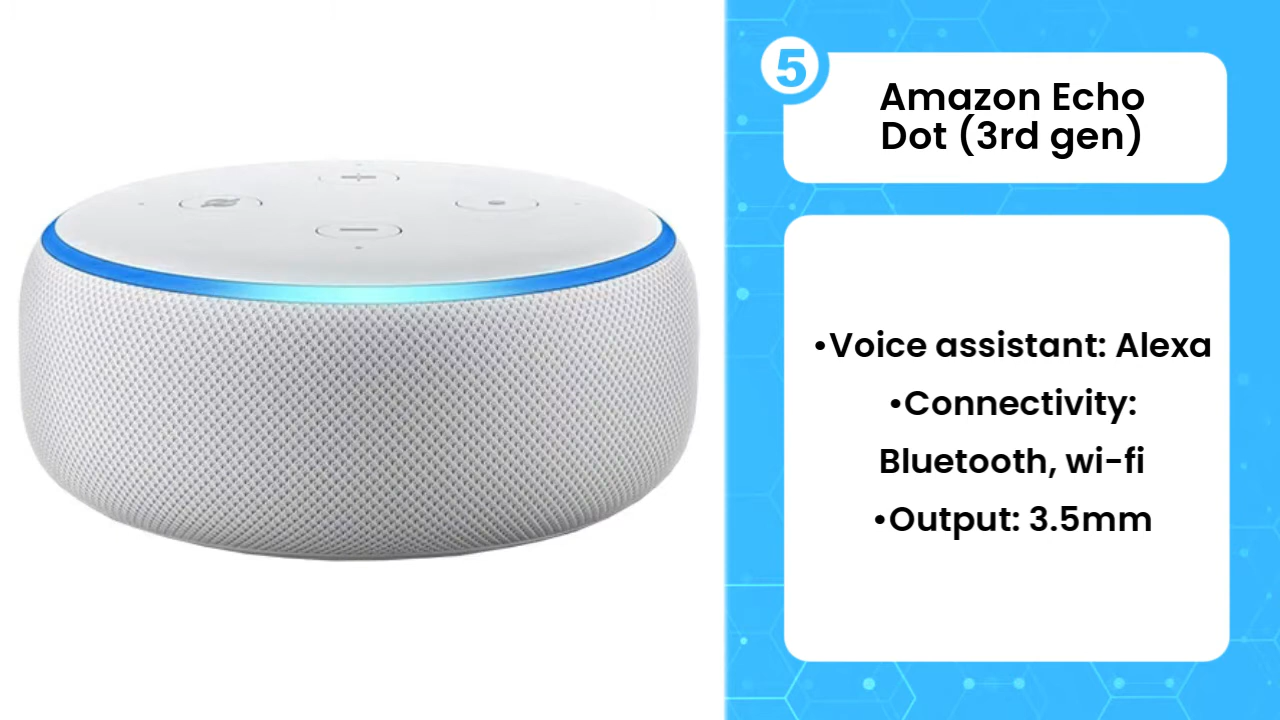 5
Amazon Echo
Dot (3rd gen)
•Voice assistant: Alexa
•Connectivity:
Bluetooth, wi-fi
•Output: 3.5mm